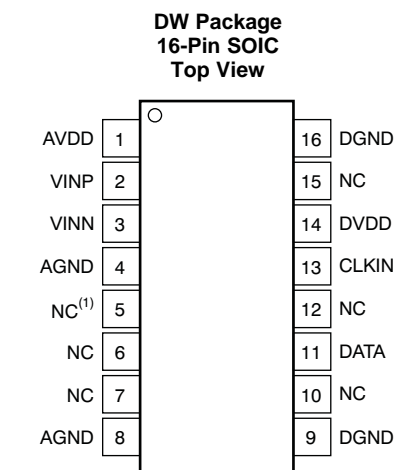 DW Package
16-Pin SOIC
Top View
AVDD 1 16 DGND
VINP 2 15 NC
VINN 3 14 DVDD
AGND 4 13 CLKIN
NC(1) 5 12 NC
NC 6 11 DATA
NC 7 10 NC
AGND 8 9 DGND